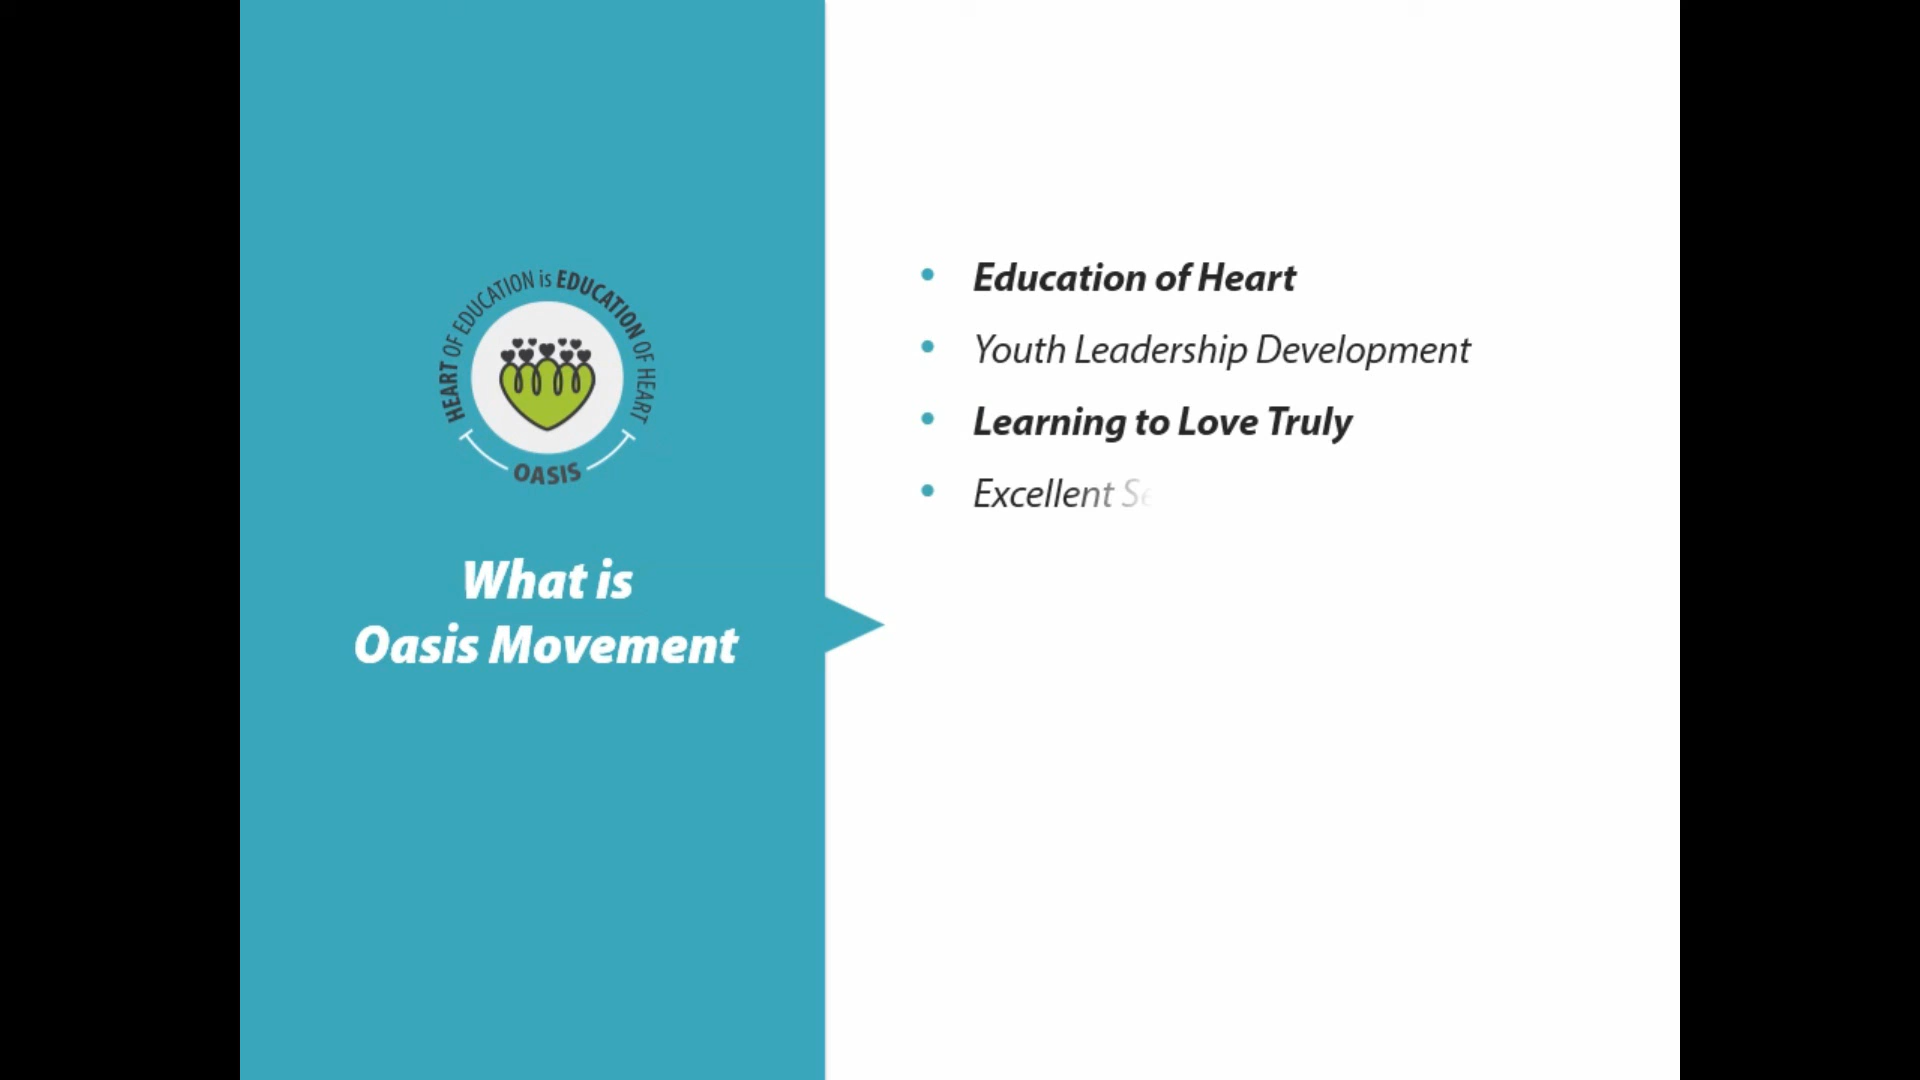 HEART OF EDUCATION is EDUCATION OF HEART
OASIS
What is
Oasis Movement
• Education of Heart
• Youth Leadership Development
• Learning to Love Truly
• Excellent